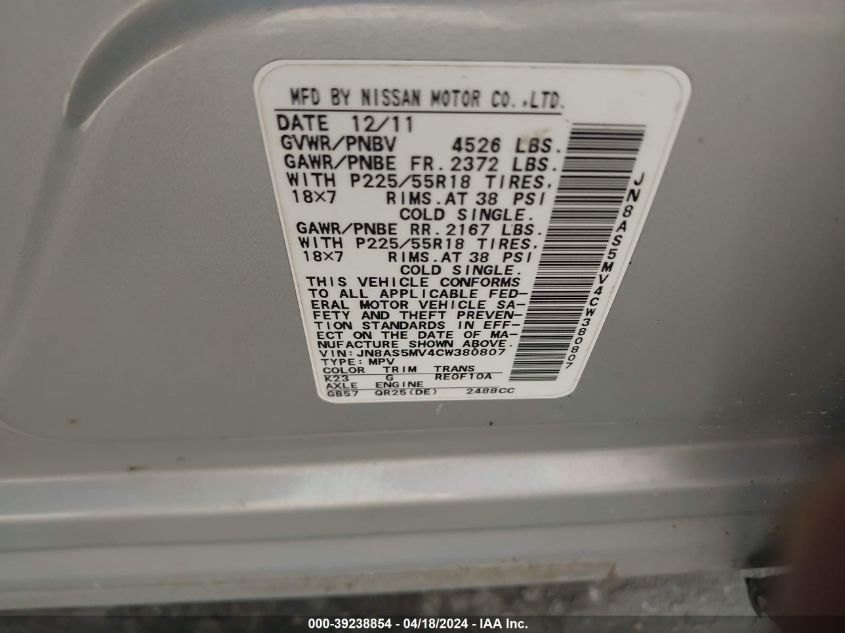 MFD BY NISSAN MOTOR CO.,LTD.
DATE 12/11
GVWR/PNBV 4526 LBS.
GAWR/PNBE FR. 2372 LBS.
WITH P225/55R18 TIRES,
18×7 RIMS.AT 38 PSI
COLD SINGLE.
GAWR/PNBE RR. 2167 LBS.
WITH P225/55R18 TIRES,
18×7 RIMS.AT 38 PSI
COLD SINGLE.
THIS VEHICLE CONFORMS
TO ALL APPLICABLE FED-
ERAL MOTOR VEHICLE SA-
FETY AND THEFT PREVEN-
TION STANDARDS IN EFF-
ECT ON THE DATE OF MA-
NUFACTURE SHOWN ABOVE.
VIN: JN8AS5MV4CW380807
TYPE: MPV
COLOR TRIM TRANS
K23 G RE0F10A
AXLE ENGINE
GB57 QR25(DE) 2488CC
JN8AS5MV4CW380807
000-39238854 - 04/18/2024 - IAA Inc.